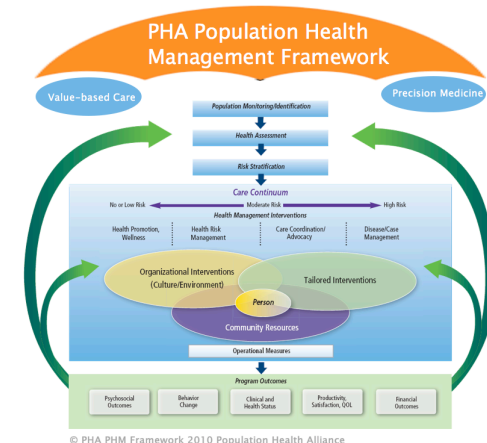 PHA Population Health
Management Framework
Value-based Care
Precision Medicine
Population Monitoring/Identification
Health Assessment
Risk Stratification
Care Continuum
No or Low Risk
Moderate Risk
High Risk
Health Management Interventions
Health Promotion,
Wellness
Health Risk
Management
Care Coordination/
Advocacy
Disease/Case
Management
Organizational Interventions
(Culture/Environment)
Tailored Interventions
Person
Community Resources
Operational Measures
Program Outcomes
Psychosocial
Outcomes
Behavior
Change
Clinical and
Health Status
Productivity,
Satisfaction, QOL
Financial
Outcomes
© PHA PHM Framework 2010 Population Health Alliance